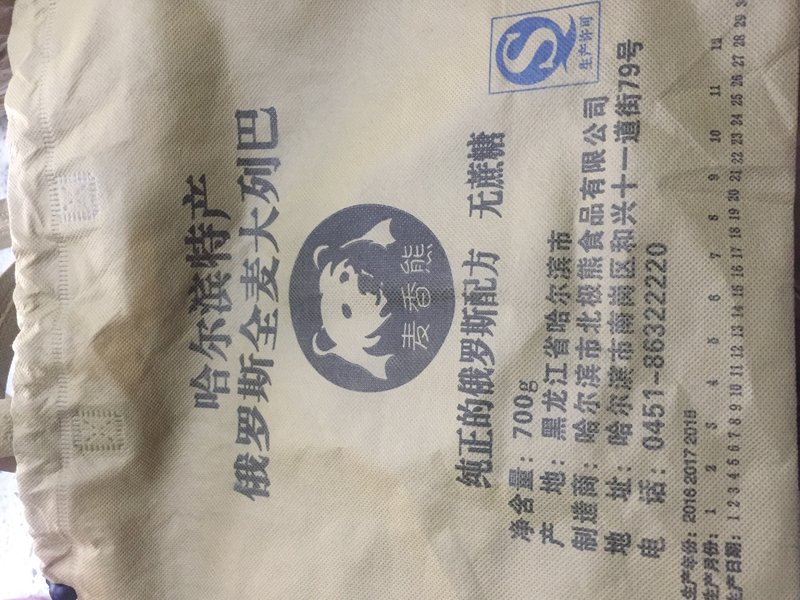 哈尔滨特产
俄罗斯全麦大列巴
麦香熊
纯正的俄罗斯配方 无蔗糖
生产许可
净含量：700g
产 地：黑龙江省哈尔滨市
制造商：哈尔滨市北极熊食品有限公司
地 址：哈尔滨市南岗区和兴十一道街79号
电 话：0451-86322220
生产年份：2016 2017 2018
生产月份：1 2 3 4 5 6 7 8 9 10 11 12
生产日期：1 2 3 4 5 6 7 8 9 10 11 12 13 14 15 16 17 18 19 20 21 22 23 24 25 26 27 28 29